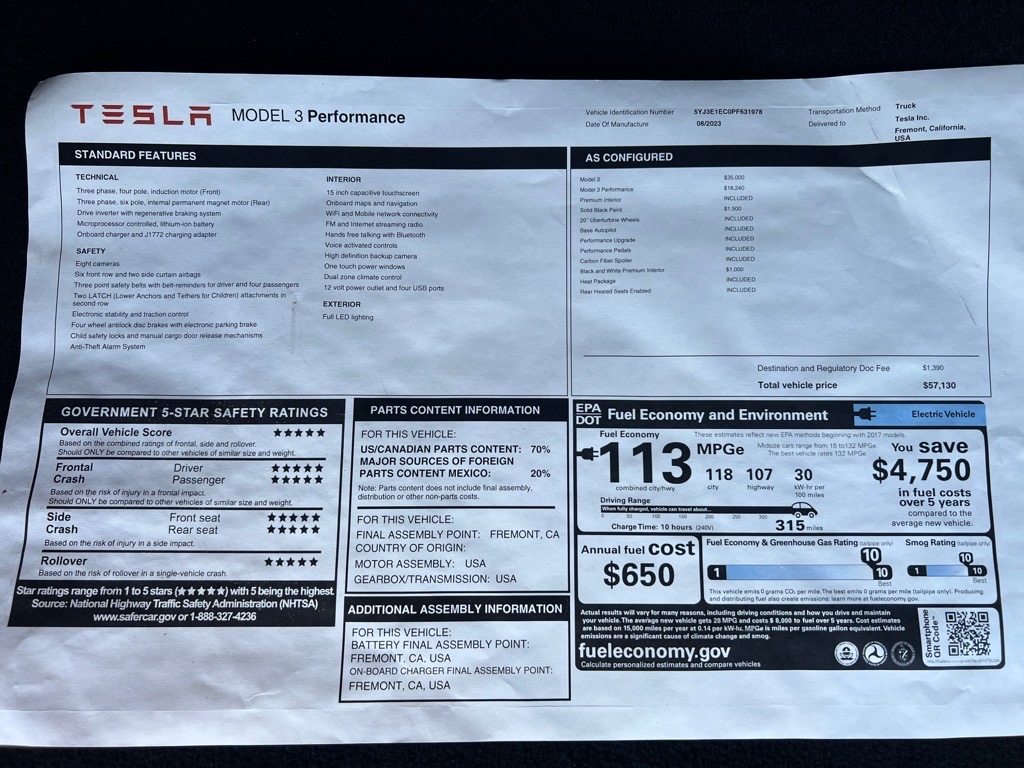 TESLA MODEL 3 Performance
Vehicle Identification Number 5YJ3E1EC0PF631978
Date Of Manufacture 08/2023
Transportation Method Truck
Delivered to Tesla Inc.
Fremont, California,
USA
STANDARD FEATURES
TECHNICAL
Three phase, four pole, induction motor (Front)
Three phase, six pole, internal permanent magnet motor (Rear)
Drive inverter with regenerative braking system
Microprocessor controlled, lithium-ion battery
Onboard charger and J1772 charging adapter
SAFETY
Eight cameras
Six front row and two side curtain airbags
Three point safety belts with belt-reminders for driver and four passengers
Two LATCH (Lower Anchors and Tethers for Children) attachments in
second row
Electronic stability and traction control
Four wheel antilock disc brakes with electronic parking brake
Child safety locks and manual cargo door release mechanisms
Anti-Theft Alarm System
INTERIOR
15 inch capacitive touchscreen
Onboard maps and navigation
WiFi and Mobile network connectivity
FM and Internet streaming radio
Hands free talking with Bluetooth
Voice activated controls
High definition backup camera
One touch power windows
Dual zone climate control
12 volt power outlet and four USB ports
EXTERIOR
Full LED lighting
AS CONFIGURED
Model 3 $35,000
Model 3 Performance $18,240
Premium Interior INCLUDED
Solid Black Paint $1,500
20" Überturbine Wheels INCLUDED
Base Autopilot INCLUDED
Performance Upgrade INCLUDED
Performance Pedals INCLUDED
Carbon Fiber Spoiler INCLUDED
Black and White Premium Interior $1,000
Heat Package INCLUDED
Rear Heated Seats Enabled INCLUDED
Destination and Regulatory Doc Fee $1,390
Total vehicle price $57,130
GOVERNMENT 5-STAR SAFETY RATINGS
Overall Vehicle Score ★★★★★
Based on the combined ratings of frontal, side and rollover.
Should ONLY be compared to other vehicles of similar size and weight.
Frontal Driver ★★★★★
Crash Passenger ★★★★★
Based on the risk of injury in a frontal impact.
Should ONLY be compared to other vehicles of similar size and weight.
Side Front seat ★★★★★
Crash Rear seat ★★★★★
Based on the risk of injury in a side impact.
Rollover ★★★★★
Based on the risk of rollover in a single-vehicle crash.
Star ratings range from 1 to 5 stars (★★★★★) with 5 being the highest.
Source: National Highway Traffic Safety Administration (NHTSA)
www.safercar.gov or 1-888-327-4236
PARTS CONTENT INFORMATION
FOR THIS VEHICLE:
US/CANADIAN PARTS CONTENT: 70%
MAJOR SOURCES OF FOREIGN
PARTS CONTENT MEXICO: 20%
Note: Parts content does not include final assembly,
distribution or other non-parts costs.
FOR THIS VEHICLE:
FINAL ASSEMBLY POINT: FREMONT, CA
COUNTRY OF ORIGIN:
MOTOR ASSEMBLY: USA
GEARBOX/TRANSMISSION: USA
ADDITIONAL ASSEMBLY INFORMATION
FOR THIS VEHICLE:
BATTERY FINAL ASSEMBLY POINT:
FREMONT, CA. USA
ON-BOARD CHARGER FINAL ASSEMBLY POINT:
FREMONT, CA, USA
EPA
DOT
Fuel Economy and Environment
Electric Vehicle
Fuel Economy
These estimates reflect new EPA methods beginning with 2017 models.
113 MPGe
Midsize cars range from 15 to 132 MPGe.
The best vehicle rates 132 MPGe.
combined city/hwy
118 city
107 highway
30 kW-hr per
100 miles
Driving Range
When fully charged, vehicle can travel about...
0 50 100 150 200 250 300
315 miles
Charge Time: 10 hours (240V)
You save
$4,750
in fuel costs
over 5 years
compared to the
average new vehicle.
Annual fuel cost
$650
Fuel Economy & Greenhouse Gas Rating (tailpipe only)
1 10 10
Best
Smog Rating (tailpipe only)
1 10 10
Best
This vehicle emits 0 grams CO₂ per mile. The best emits 0 grams per mile (tailpipe only). Producing
and distributing fuel also create emissions: learn more at fueleconomy.gov.
Actual results will vary for many reasons, including driving conditions and how you drive and maintain
your vehicle. The average new vehicle gets 28 MPG and costs $ 8,000 to fuel over 5 years. Cost estimates
are based on 15,000 miles per year at 0.14 per kW-hr. MPGe is miles per gasoline gallon equivalent. Vehicle
emissions are a significant cause of climate change and smog.
fueleconomy.gov
Calculate personalized estimates and compare vehicles
Smartphone
QR Code™